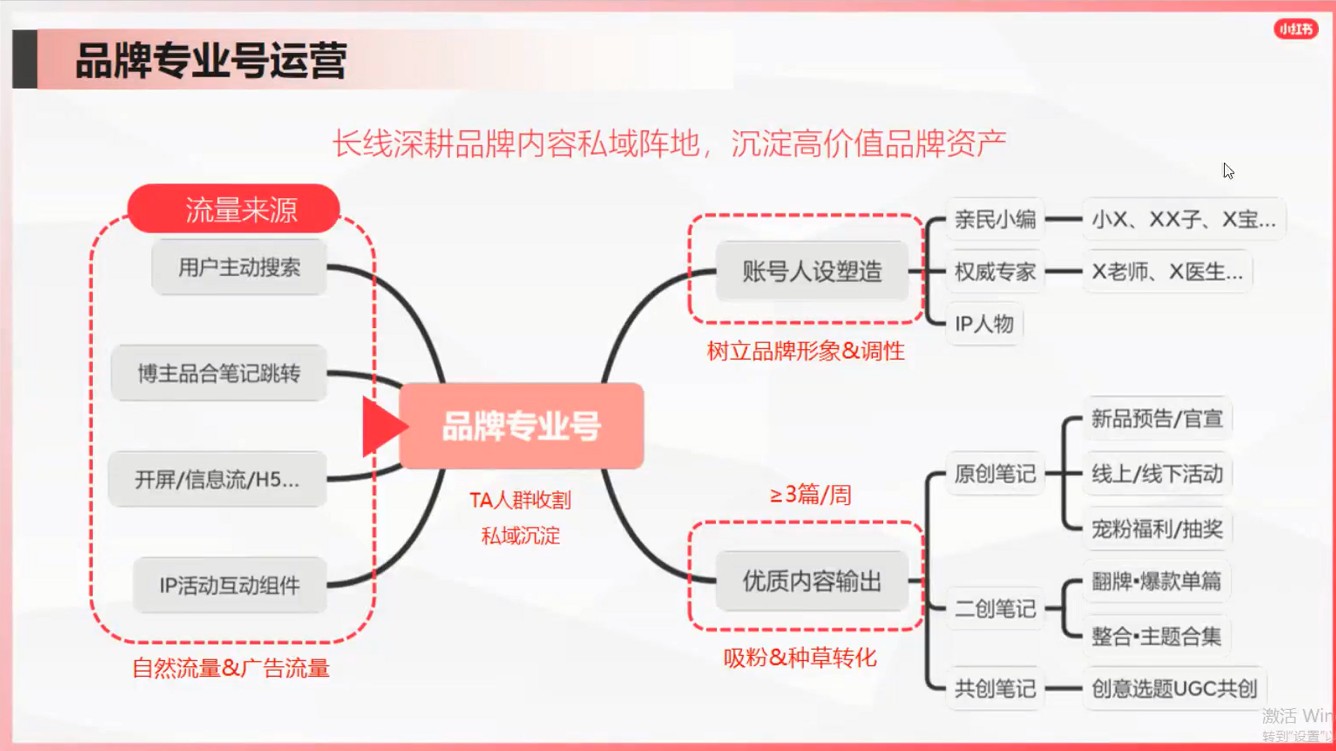 小红书
品牌专业号运营
长线深耕品牌内容私域阵地，沉淀高价值品牌资产
流量来源
用户主动搜索
博主品合笔记跳转
开屏/信息流/H5...
IP活动互动组件
自然流量&广告流量
品牌专业号
TA人群收割
私域沉淀
账号人设塑造
树立品牌形象&调性
亲民小编
小X、XX子、X宝...
权威专家
X老师、X医生...
IP人物
≥3篇/周
优质内容输出
吸粉&种草转化
原创笔记
新品预告/官宣
线上/线下活动
宠粉福利/抽奖
二创笔记
翻牌·爆款单篇
整合·主题合集
共创笔记
创意选题UGC共创
激活 Win
转到"设置"以